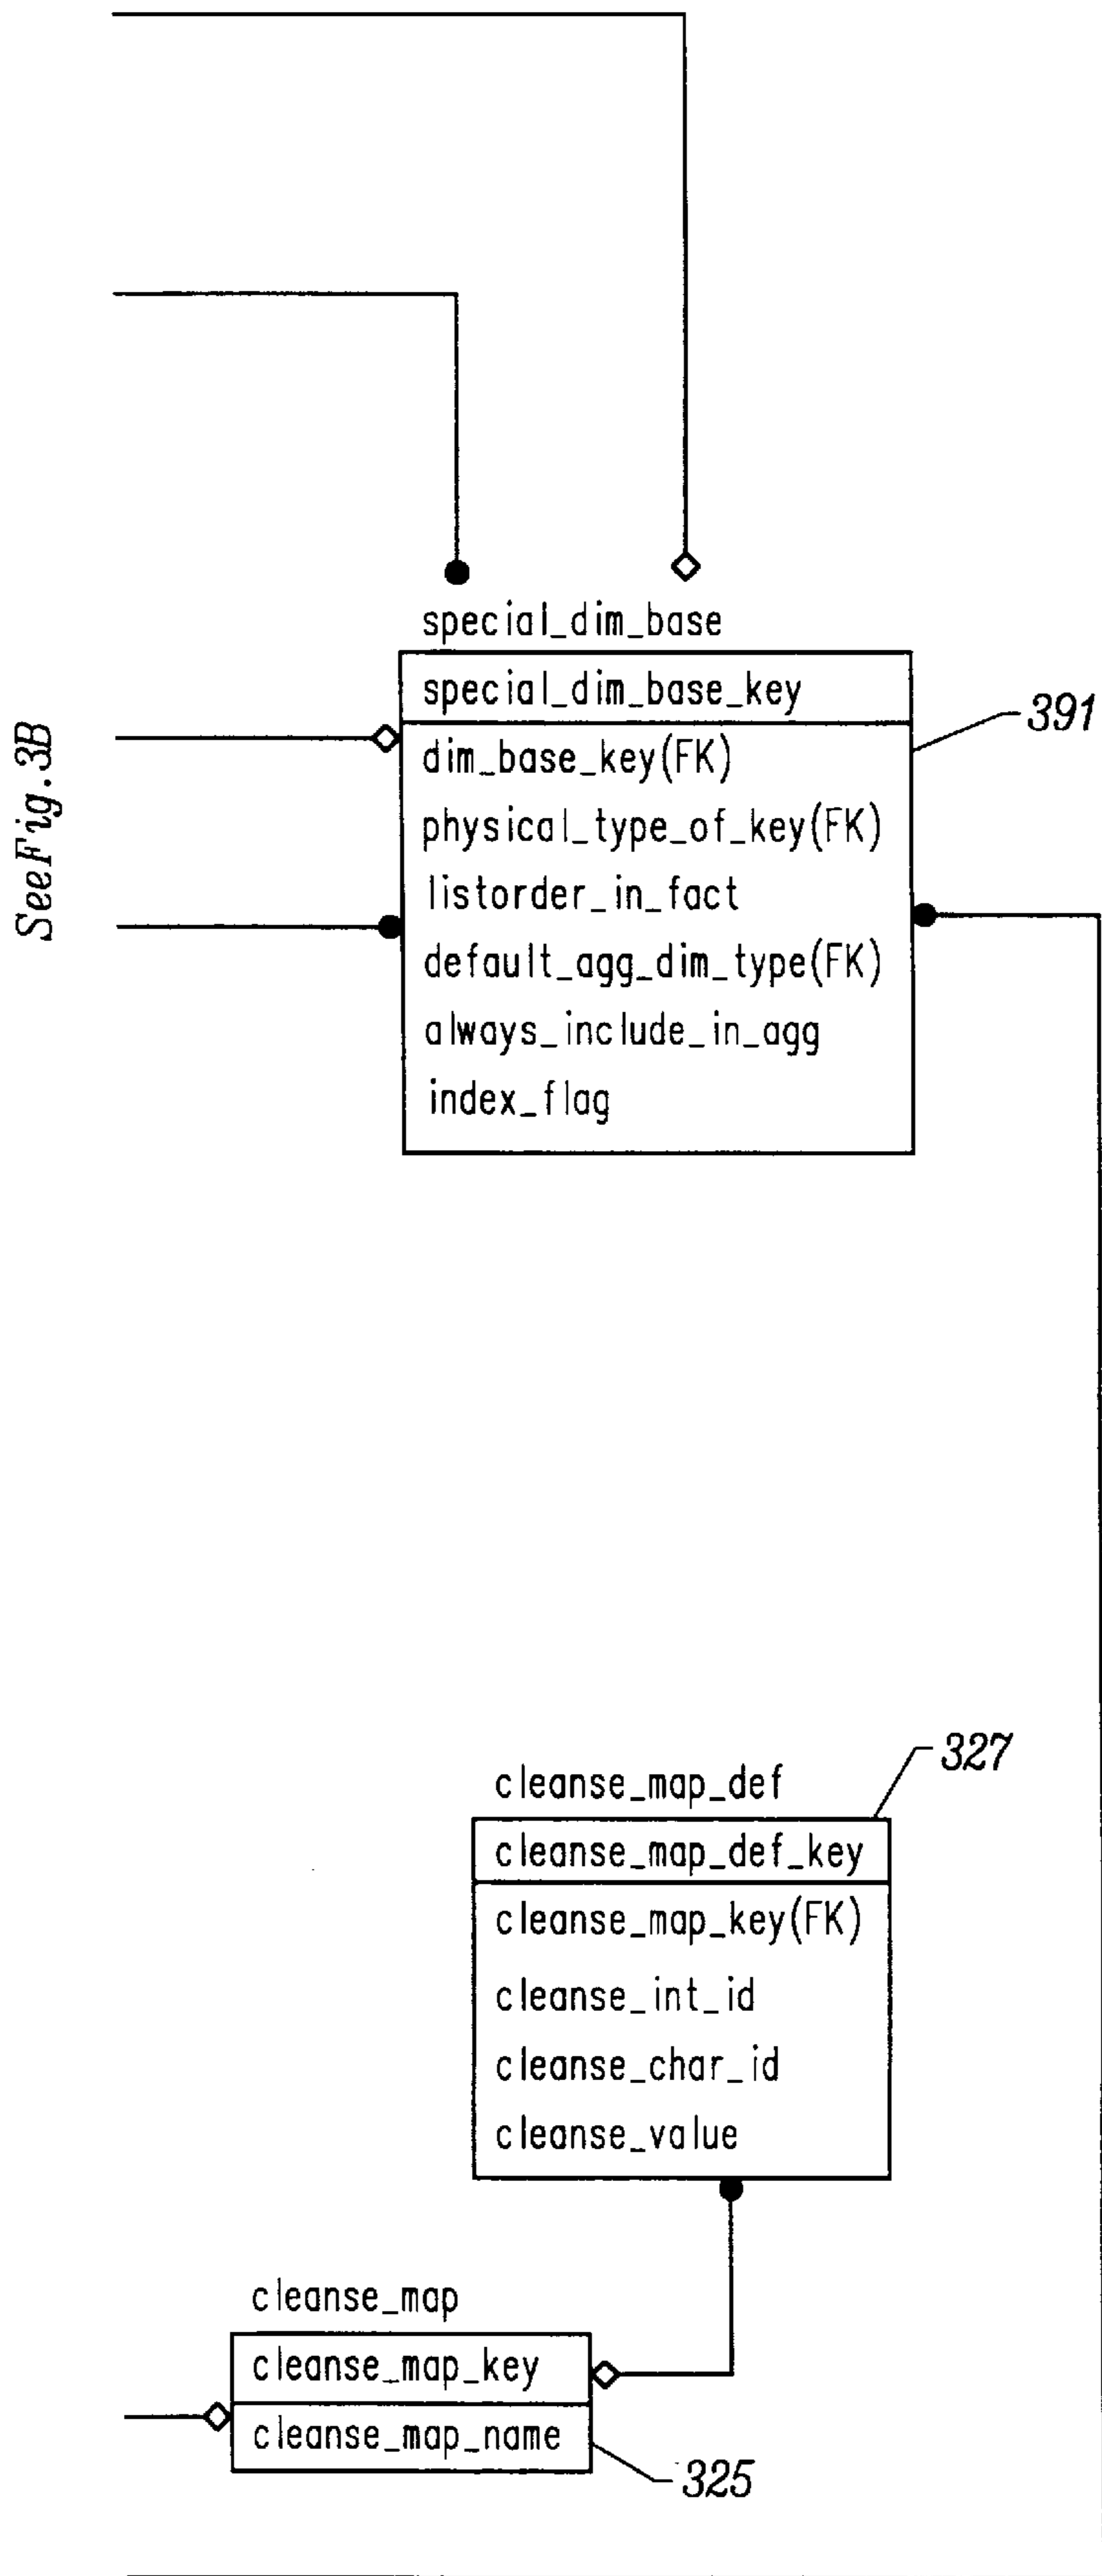 See Fig. 3B
special_dim_base
special_dim_base_key
391
dim_base_key(FK)
physical_type_of_key(FK)
listorder_in_fact
default_agg_dim_type(FK)
always_include_in_agg
index_flag
327
cleanse_map_def
cleanse_map_def_key
cleanse_map_key(FK)
cleanse_int_id
cleanse_char_id
cleanse_value
cleanse_map
cleanse_map_key
cleanse_map_name
325